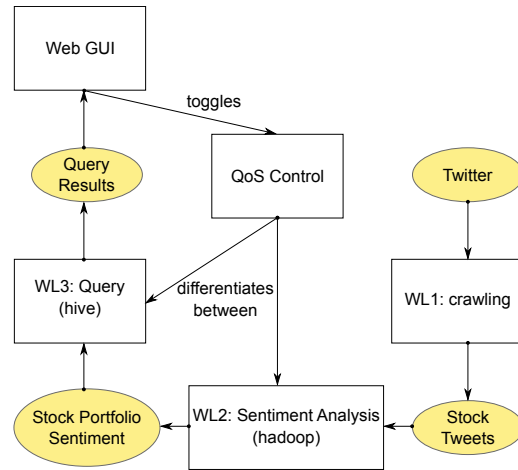 Web GUI
toggles
Query
Results
QoS Control
Twitter
WL3: Query
(hive)
differentiates
between
WL1: crawling
Stock Portfolio
Sentiment
WL2: Sentiment Analysis
(hadoop)
Stock
Tweets